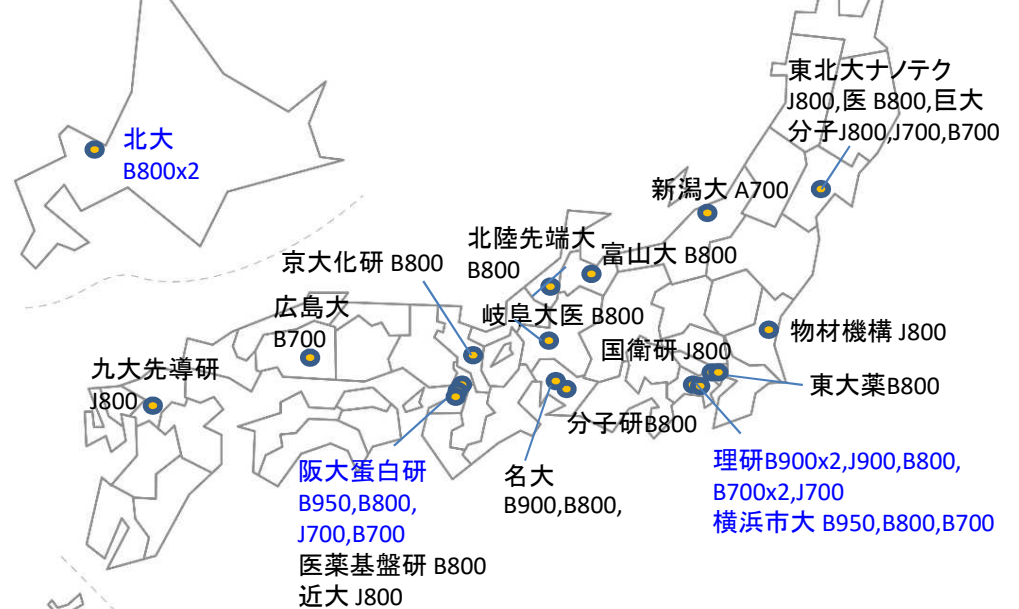 東北大ナノテク
J800,医 B800,巨大
分子J800,J700,B700
北大
B800x2
新潟大 A700
北陸先端大
B800
富山大 B800
京大化研 B800
広島大
B700
岐阜大医 B800
物材機構 J800
国衛研 J800
九大先導研
J800
東大薬B800
分子研B800
阪大蛋白研
B950,B800,
J700,B700
医薬基盤研 B800
近大 J800
名大
B900,B800,
理研B900x2,J900,B800,
B700x2,J700
横浜市大 B950,B800,B700